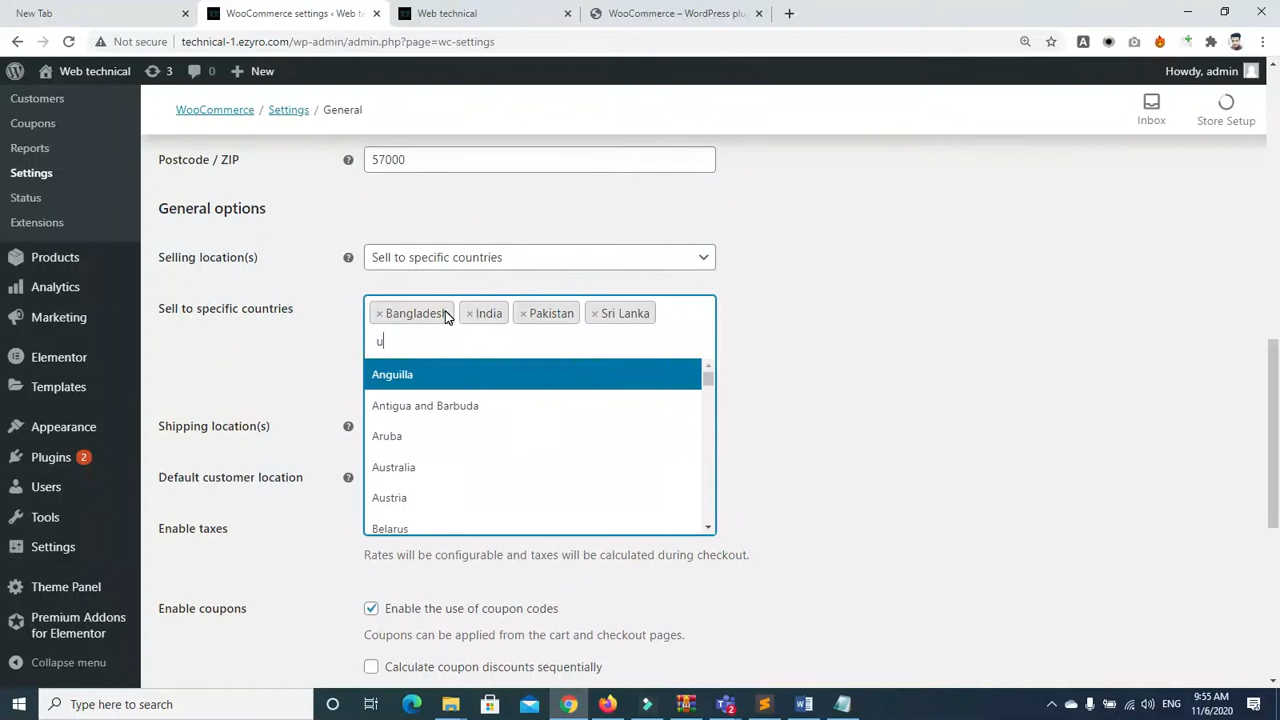 New Tab
WooCommerce settings ‹ Web t
Web technical
WooCommerce – WordPress plu
Not secure
technical-1.ezyro.com/wp-admin/admin.php?page=wc-settings
Web technical
3
0
New
Howdy, admin
Customers
Coupons
Reports
Settings
Status
Extensions
Products
Analytics
Marketing
Elementor
Templates
Appearance
Plugins 2
Users
Tools
Settings
Theme Panel
Premium Addons
for Elementor
Collapse menu
WooCommerce / Settings / General
Inbox
Store Setup
Postcode / ZIP
57000
General options
Selling location(s)
Sell to specific countries
Sell to specific countries
× Bangladesh × India × Pakistan × Sri Lanka
u
Anguilla
Antigua and Barbuda
Aruba
Australia
Austria
Belarus
Shipping location(s)
Default customer location
Enable taxes
Rates will be configurable and taxes will be calculated during checkout.
Enable coupons
Enable the use of coupon codes
Coupons can be applied from the cart and checkout pages.
Calculate coupon discounts sequentially
Type here to search
ENG
9:55 AM
11/6/2020